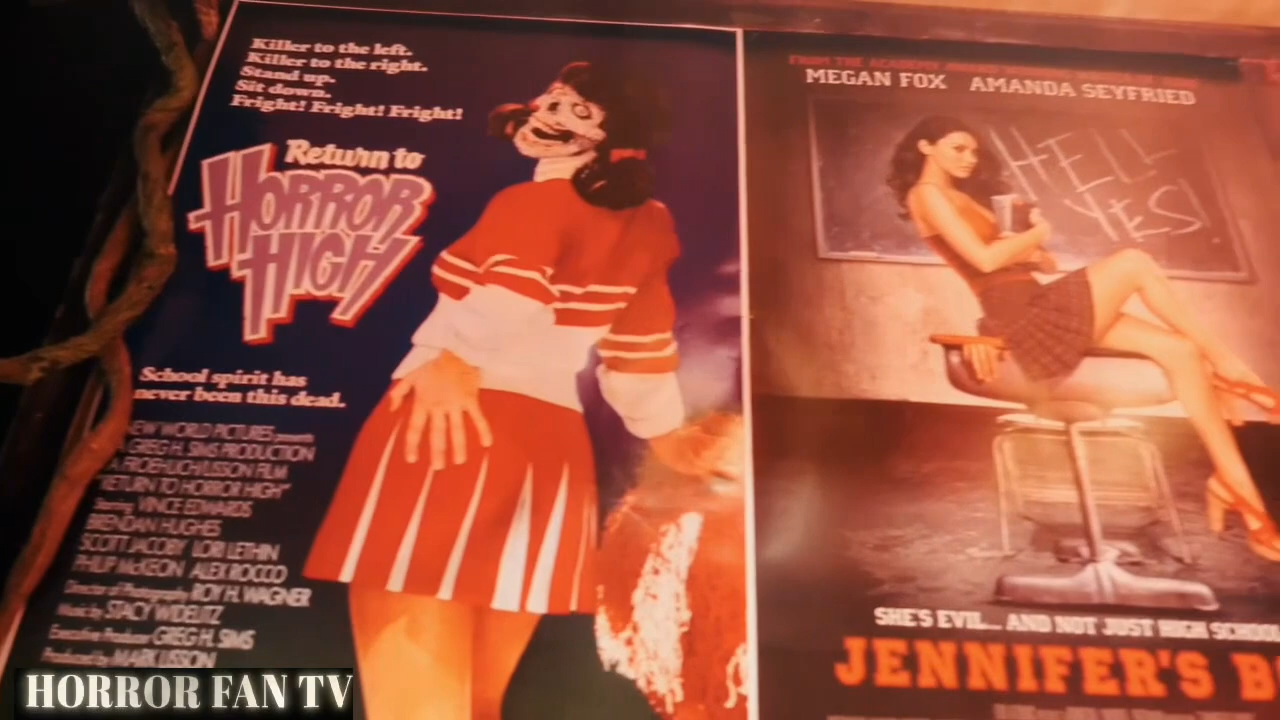 Killer to the left.
Killer to the right.
Stand up.
Sit down.
Fright! Fright! Fright!
Return to
HORROR
HIGH
School spirit has
never been this dead.
NEW WORLD PICTURES presents
A GREG H. SIMS PRODUCTION
A FROEHLICH/LISSON FILM
"RETURN TO HORROR HIGH"
Starring VINCE EDWARDS
BRENDAN HUGHES
SCOTT JACOBY LORI LETHIN
PHILIP McKEON ALEX ROCCO
Director of Photography ROY H. WAGNER
Music by STACY WIDELITZ
Executive Producer GREG H. SIMS
Produced by MARK LISSON
FROM THE ACADEMY
MEGAN FOX AMANDA SEYFRIED
HELL
YES!
SHE'S EVIL... AND NOT JUST HIGH SCHOO
JENNIFER'S B
HORROR FAN TV